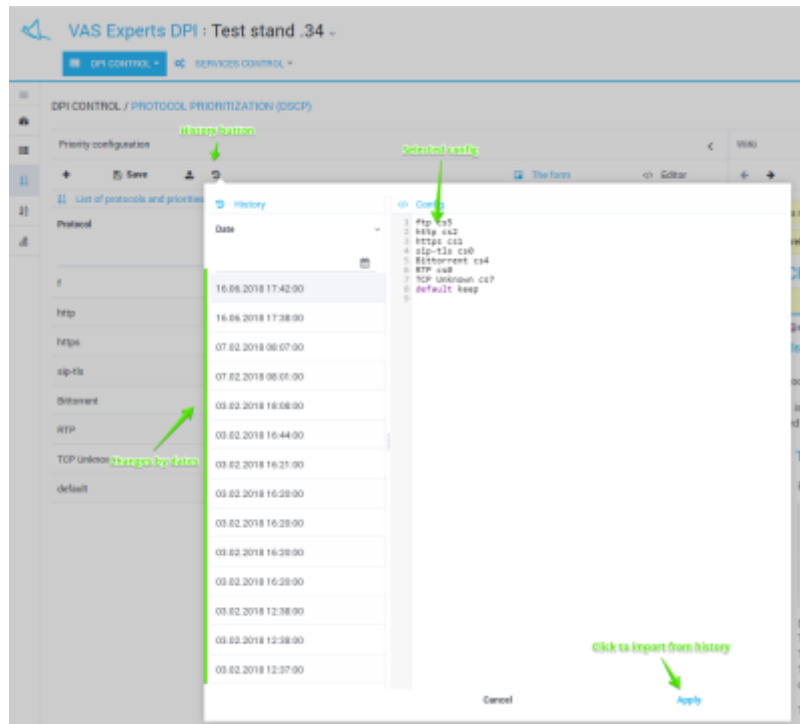 VAS Experts DPI : Test stand .34
DPI CONTROL
SERVICES CONTROL
DPI CONTROL / PROTOCOL PRIORITIZATION (DSCP)
History button
Priority configuration
Selected config
Wiki
Save
The form
Editor
List of protocols and priorities
Protocol
f
http
https
sip-tls
Bittorrent
RTP
TCP Unknow
default
Changes by dates
History
Date
16.06.2018 17:42:00
16.06.2018 17:38:00
07.02.2018 08:07:00
07.02.2018 08:01:00
03.02.2018 18:08:00
03.02.2018 16:44:00
03.02.2018 16:21:00
03.02.2018 16:20:00
03.02.2018 16:20:00
03.02.2018 16:20:00
03.02.2018 16:20:00
03.02.2018 12:38:00
03.02.2018 12:38:00
03.02.2018 12:37:00
Config
1 ftp cs5
2 http cs2
3 https cs1
4 sip-tls cs0
5 Bittorrent cs4
6 RTP cs0
7 TCP Unknown cs7
8 default keep
9
Click to import from history
Cancel
Apply